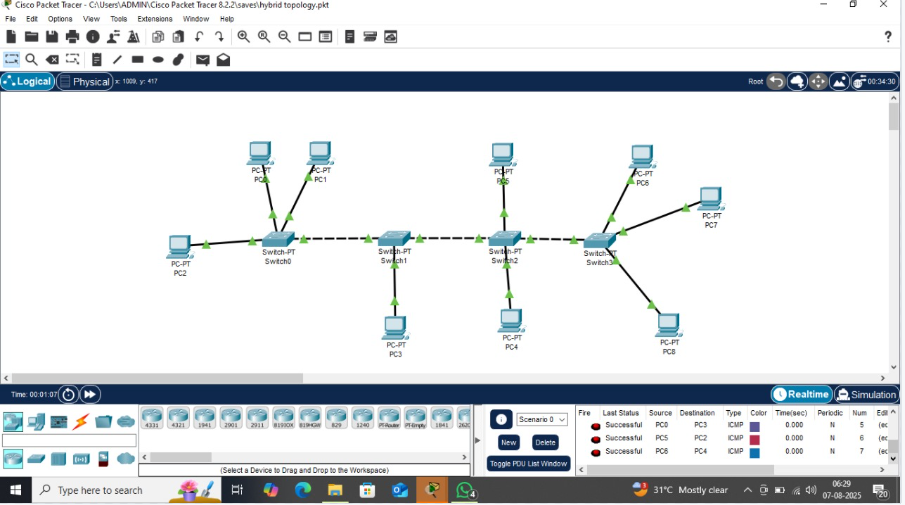 Cisco Packet Tracer - C:\Users\ADMIN\Cisco Packet Tracer 8.2.2\saves\hybrid topology.pkt
File Edit Options View Tools Extensions Window Help
Logical Physical x: 1009, y: 417 Root 00:34:30
PC-PT
PC0
PC-PT
PC1
PC-PT
PC5
PC-PT
PC6
PC-PT
PC7
Switch-PT
Switch0
Switch-PT
Switch1
Switch-PT
Switch2
Switch-PT
Switch3
PC-PT
PC2
PC-PT
PC3
PC-PT
PC4
PC-PT
PC8
Time: 00:01:07 Realtime Simulation
4331 4321 1941 2901 2911 819IOX 819HGW 829 1240 PT-Router PT-Empty 1841
(Select a Device to Drag and Drop to the Workspace)
Scenario 0
New Delete
Toggle PDU List Window
Fire Last Status Source Destination Type Color Time(sec) Periodic Num
Successful PC0 PC3 ICMP 0.000 N 5
Successful PC5 PC2 ICMP 0.000 N 6
Successful PC6 PC4 ICMP 0.000 N 7
Type here to search
4
31°C Mostly clear
06:29
07-08-2025
20